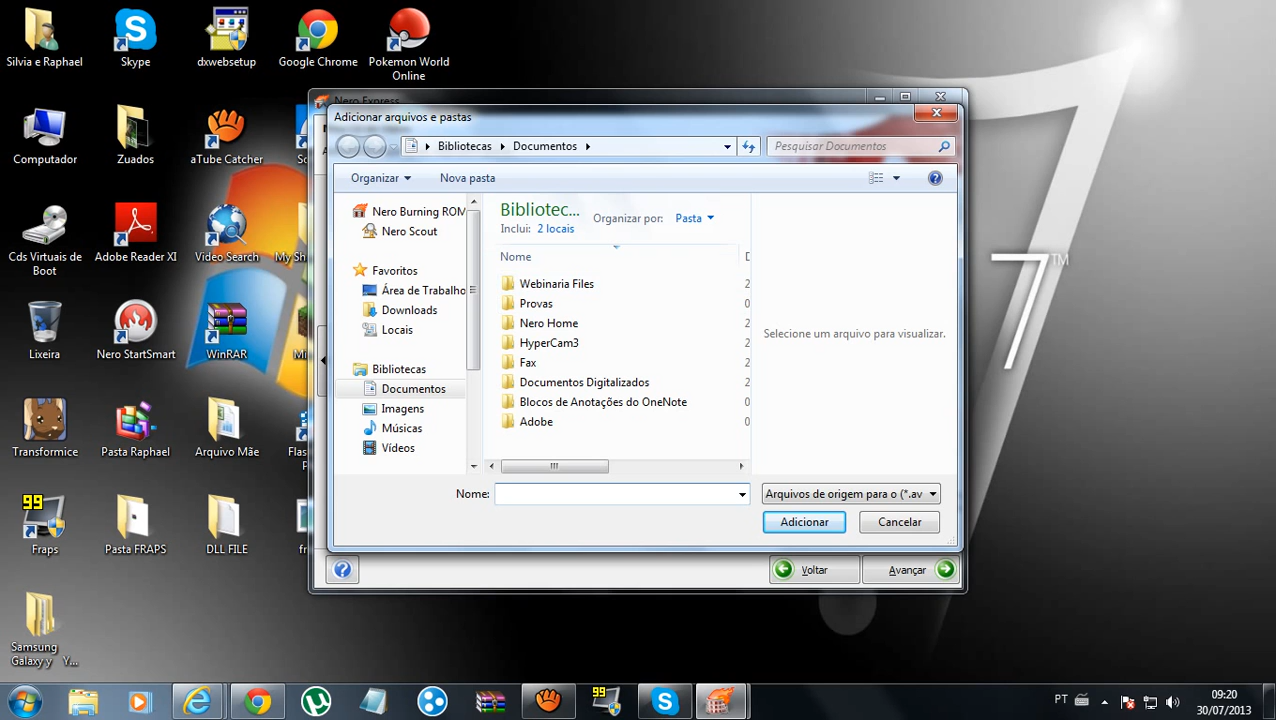 Silvia e Raphael
Skype
dxwebsetup
Google Chrome
Pokemon World
Online
Computador
Zuados
aTube Catcher
Cds Virtuais de
Boot
Adobe Reader XI
Video Search
My Sh
Lixeira
Nero StartSmart
WinRAR
Transformice
Pasta Raphael
Arquivo Mãe
99
Fraps
Pasta FRAPS
DLL FILE
Samsung
Galaxy y Y...
7
TM
Nero Express
Adicionar arquivos e pastas
Bibliotecas
Documentos
Pesquisar Documentos
Organizar
Nova pasta
Nero Burning ROM
Nero Scout
Favoritos
Área de Trabalho
Downloads
Locais
Bibliotecas
Documentos
Imagens
Músicas
Vídeos
Bibliotec...
Inclui: 2 locais
Organizar por: Pasta
Nome
Webinaria Files
Provas
Nero Home
HyperCam3
Fax
Documentos Digitalizados
Blocos de Anotações do OneNote
Adobe
Selecione um arquivo para visualizar.
Nome:
Arquivos de origem para o (*.av
Adicionar
Cancelar
Voltar
Avançar
99
PT
09:20
30/07/2013